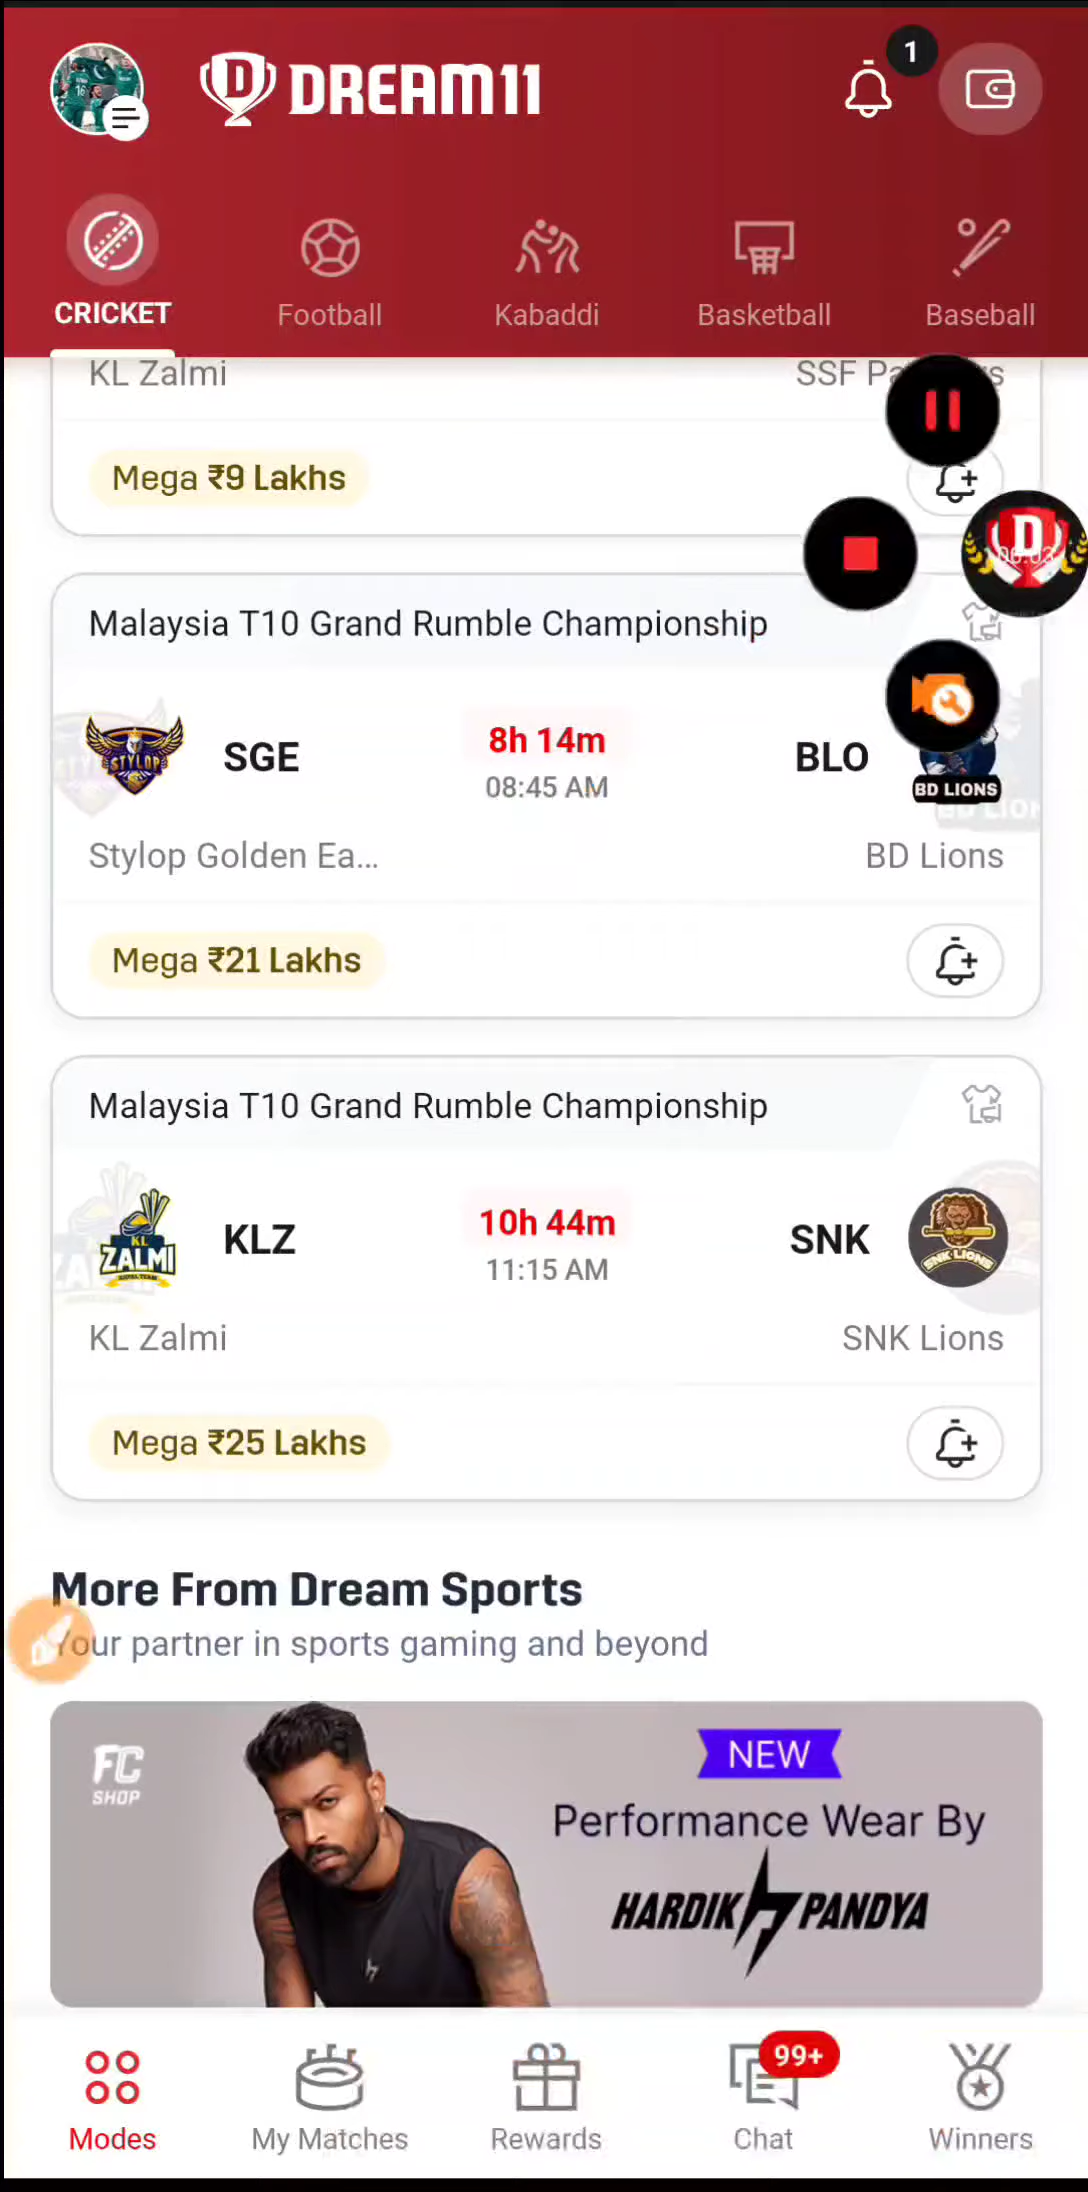 DREAM11
1
CRICKET
Football
Kabaddi
Basketball
Baseball
KL Zalmi
SSF
Mega ₹9 Lakhs
Malaysia T10 Grand Rumble Championship
STYLOP
SGE
8h 14m
08:45 AM
BLO
BD LIONS
Stylop Golden Ea...
BD Lions
Mega ₹21 Lakhs
Malaysia T10 Grand Rumble Championship
KL
ZALMI
KLZ
10h 44m
11:15 AM
SNK
SNK LIONS
KL Zalmi
SNK Lions
Mega ₹25 Lakhs
More From Dream Sports
Your partner in sports gaming and beyond
FC
SHOP
NEW
Performance Wear By
HARDIK PANDYA
Modes
My Matches
Rewards
99+
Chat
Winners